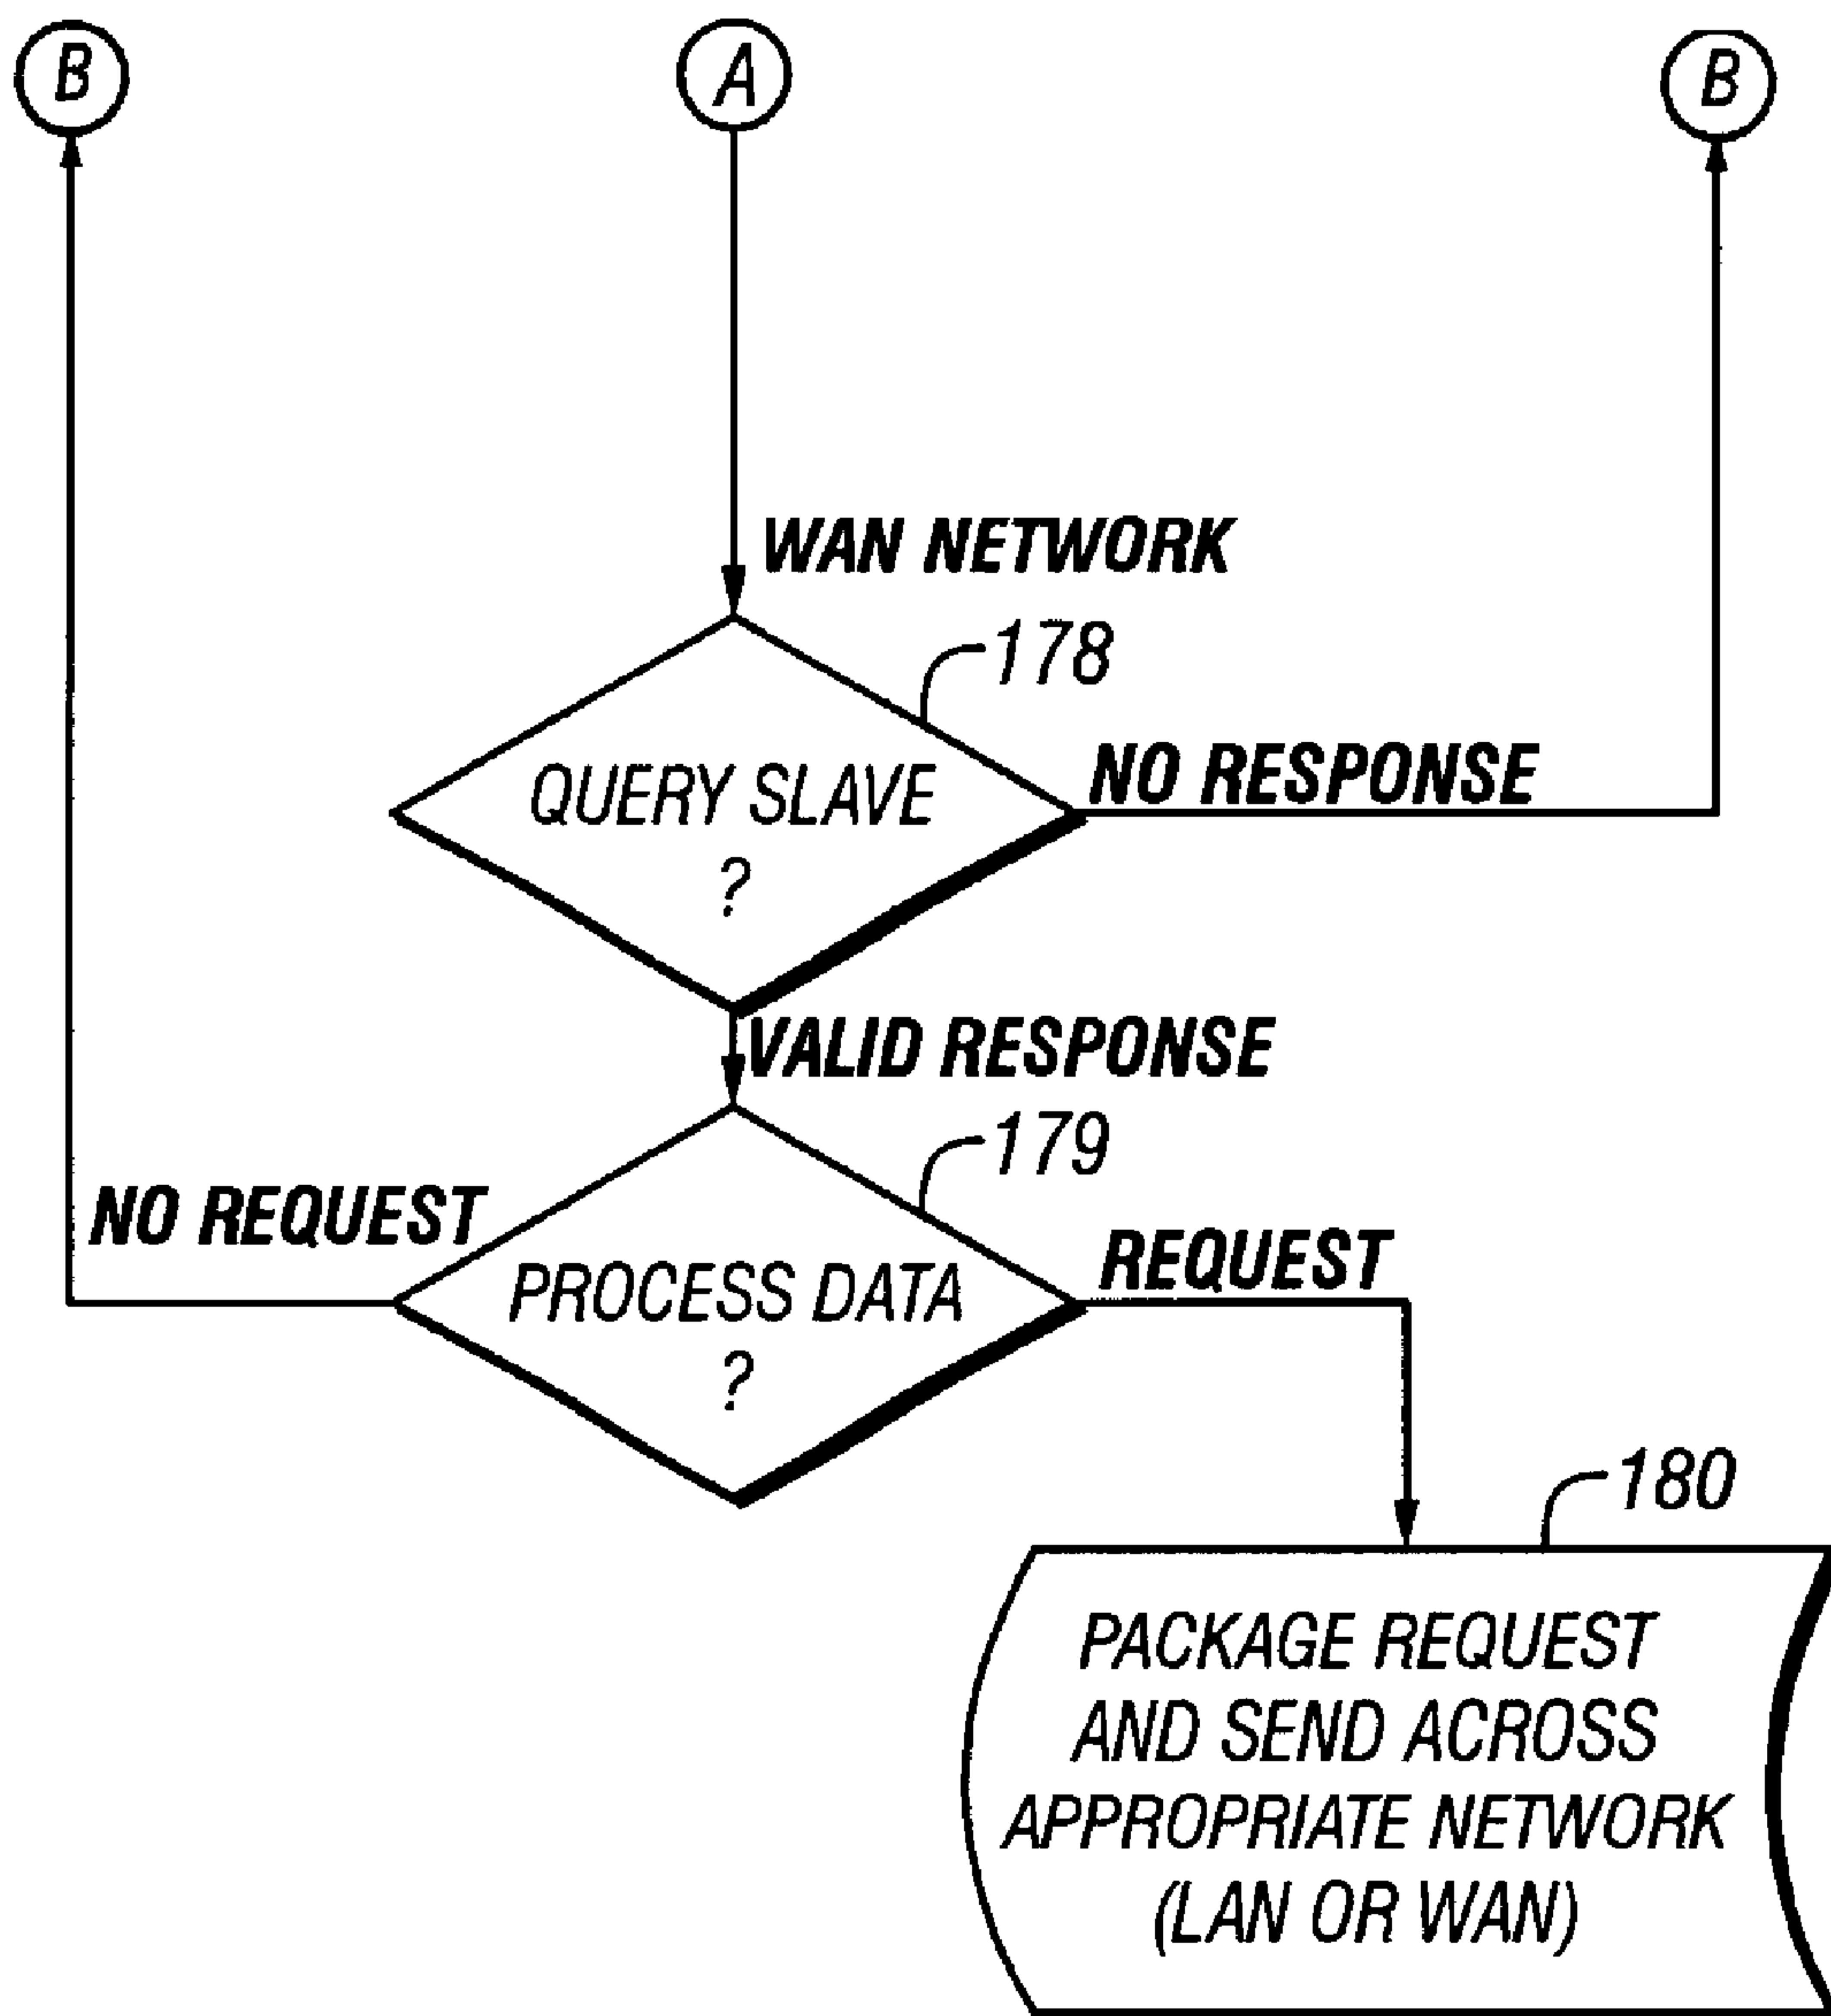 B
A
B
WAN NETWORK
178
QUERY SLAVE
?
NO RESPONSE
VALID RESPONSE
179
NO REQUEST
PROCESS DATA
?
REQUEST
180
PACKAGE REQUEST
AND SEND ACROSS
APPROPRIATE NETWORK
(LAN OR WAN)